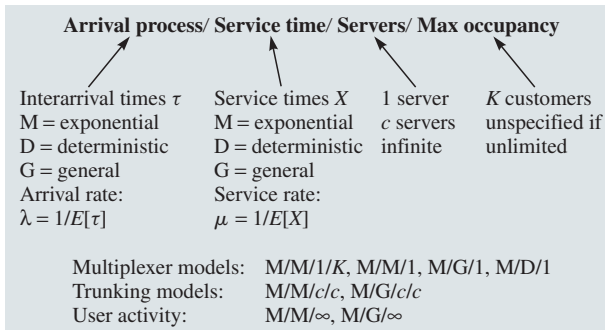 Arrival process/ Service time/ Servers/ Max occupancy
Interarrival times τ
M = exponential
D = deterministic
G = general
Arrival rate:
λ = 1/E[τ]
Service times X
M = exponential
D = deterministic
G = general
Service rate:
μ = 1/E[X]
1 server
c servers
infinite
K customers
unspecified if
unlimited
Multiplexer models: M/M/1/K, M/M/1, M/G/1, M/D/1
Trunking models: M/M/c/c, M/G/c/c
User activity: M/M/∞, M/G/∞